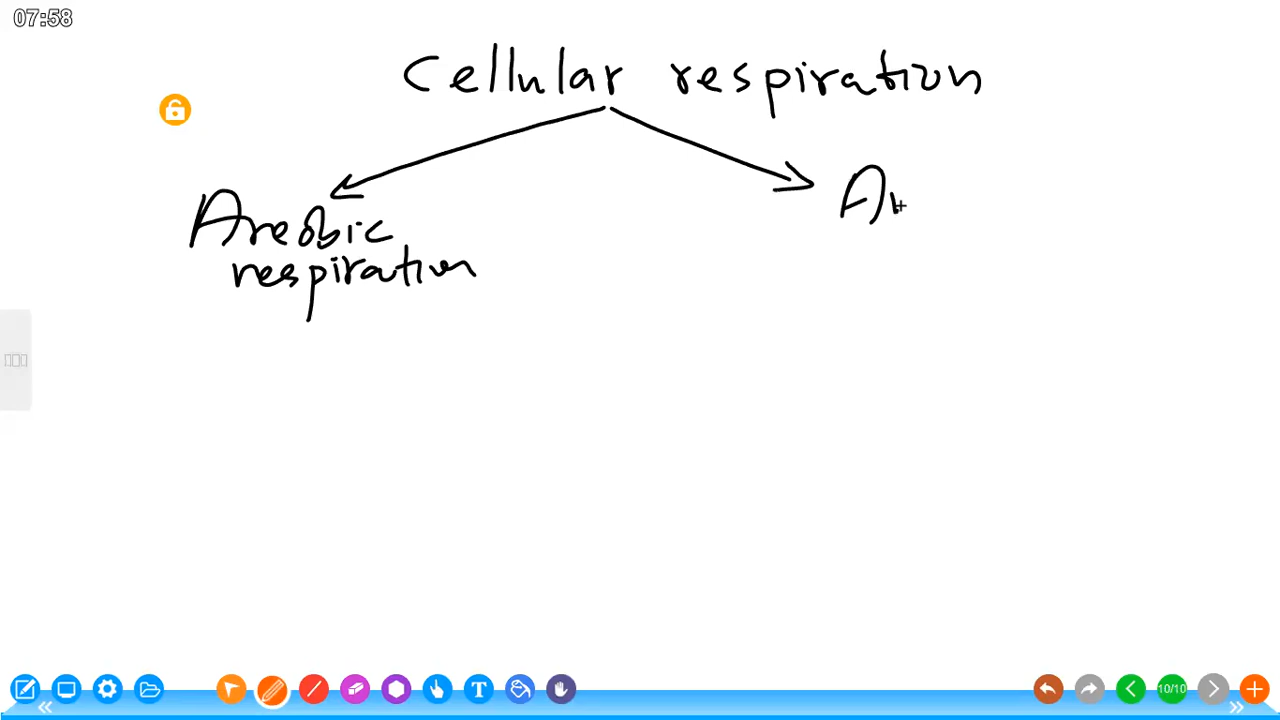 07:58
Cellular respiration
Areobic
respiration
A
10/10
T